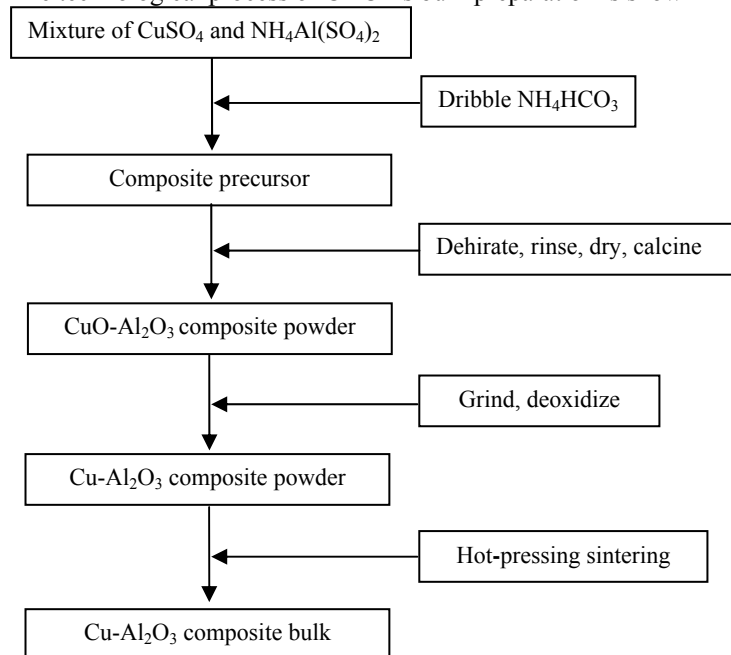 Mixture of CuSO₄ and NH₄Al(SO₄)₂
Dribble NH₄HCO₃
Composite precursor
Dehirate, rinse, dry, calcine
CuO-Al₂O₃ composite powder
Grind, deoxidize
Cu-Al₂O₃ composite powder
Hot-pressing sintering
Cu-Al₂O₃ composite bulk